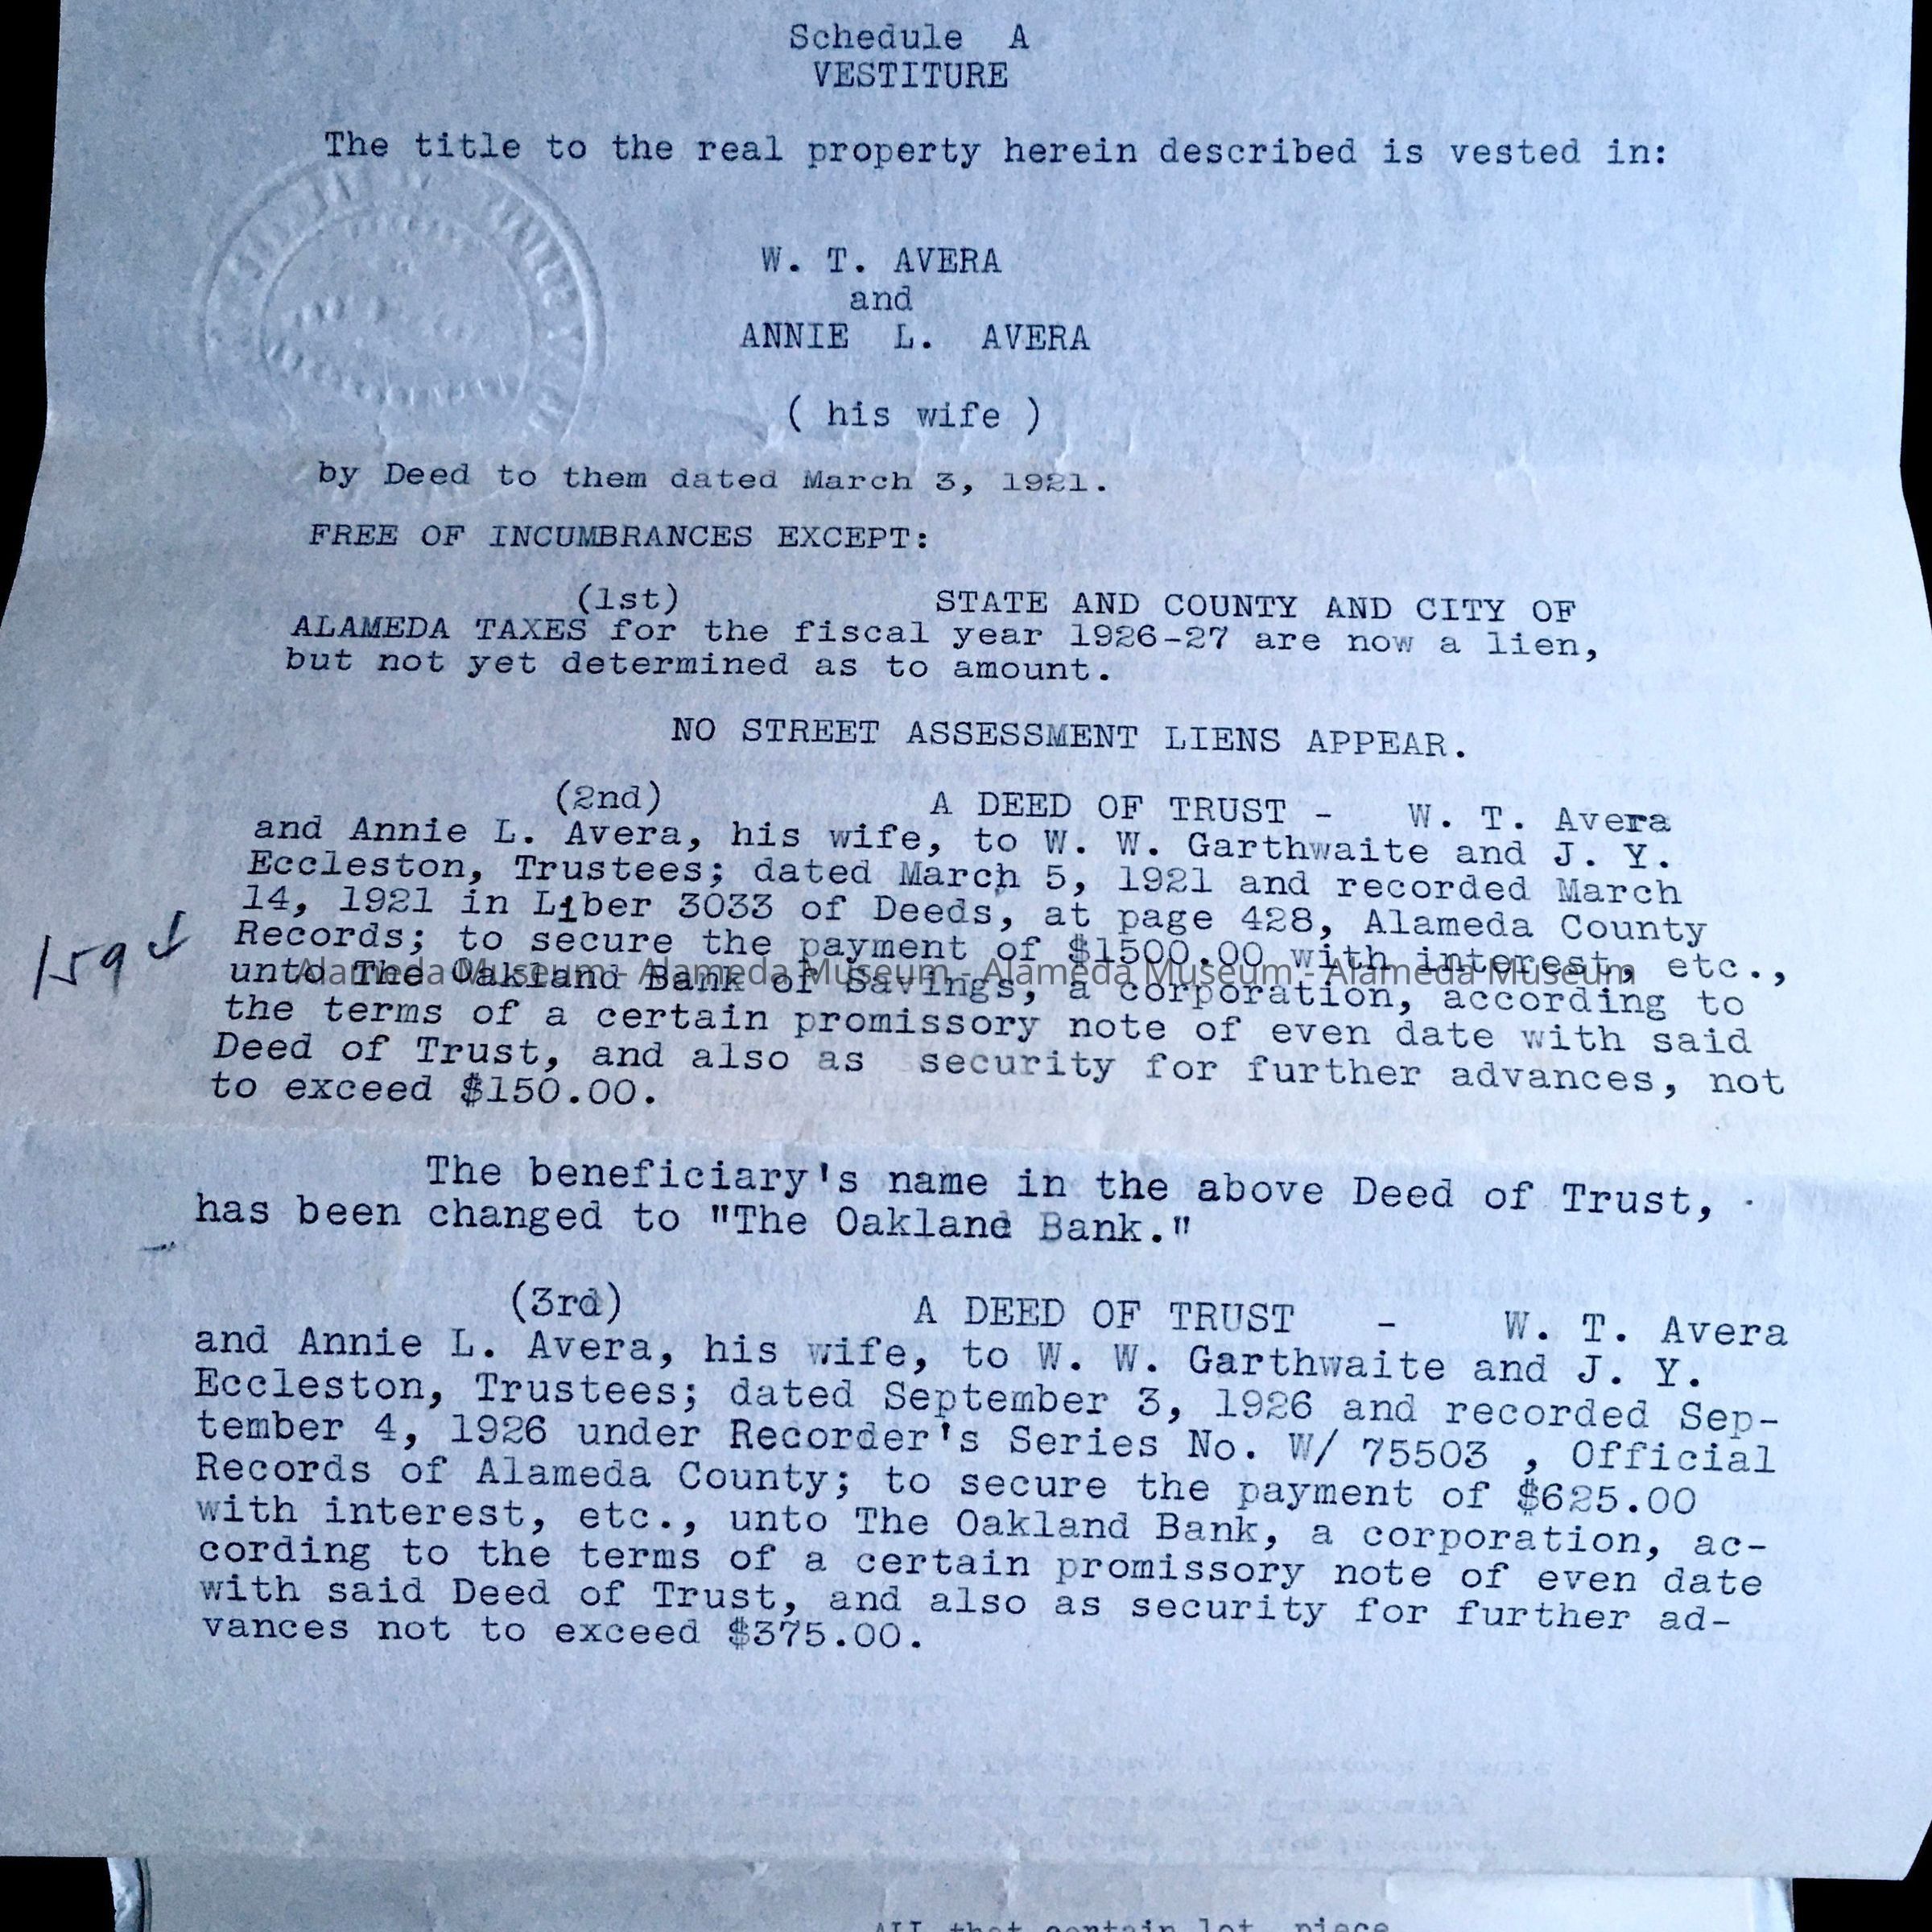 Schedule A
VESTITURE
The title to the real property herein described is vested in:
W. T. AVERA
and
ANNIE L. AVERA
( his wife )
by Deed to them dated March 3, 1921.
FREE OF INCUMBRANCES EXCEPT:
(1st) STATE AND COUNTY AND CITY OF
ALAMEDA TAXES for the fiscal year 1926-27 are now a lien,
but not yet determined as to amount.
NO STREET ASSESSMENT LIENS APPEAR.
(2nd) A DEED OF TRUST - W. T. Avera
and Annie L. Avera, his wife, to W. W. Garthwaite and J. Y.
Eccleston, Trustees; dated March 5, 1921 and recorded March
14, 1921 in Liber 3033 of Deeds, at page 428, Alameda County
Records; to secure the payment of $1500.00 with interest, etc.,
159
unto The Oakland Bank of Savings, a corporation, according to
Alameda Museum - Alameda Museum - Alameda Museum - Alameda Museum
the terms of a certain promissory note of even date with said
Deed of Trust, and also as security for further advances, not
to exceed $150.00.
The beneficiary's name in the above Deed of Trust,
has been changed to "The Oakland Bank."
(3rd) A DEED OF TRUST - W. T. Avera
and Annie L. Avera, his wife, to W. W. Garthwaite and J. Y.
Eccleston, Trustees; dated September 3, 1926 and recorded Sep-
tember 4, 1926 under Recorder's Series No. W/ 75503 , Official
Records of Alameda County; to secure the payment of $625.00
with interest, etc., unto The Oakland Bank, a corporation, ac-
cording to the terms of a certain promissory note of even date
with said Deed of Trust, and also as security for further ad-
vances not to exceed $375.00.
All that certain lot, piece